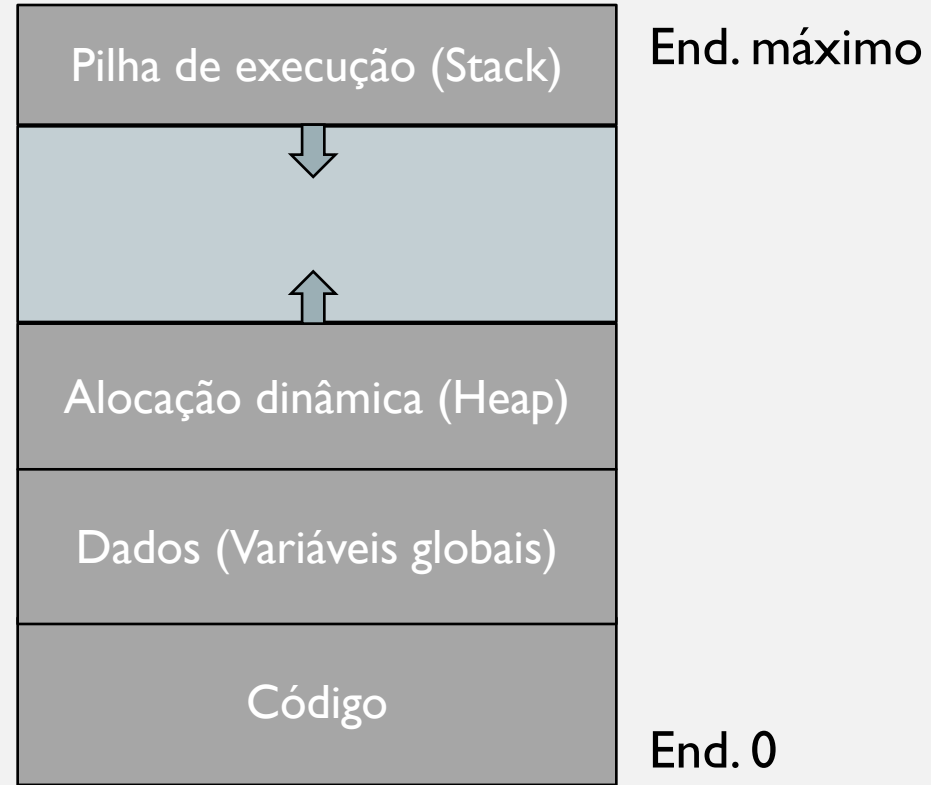 Pilha de execução (Stack)
End. máximo
Alocação dinâmica (Heap)
Dados (Variáveis globais)
Código
End. 0